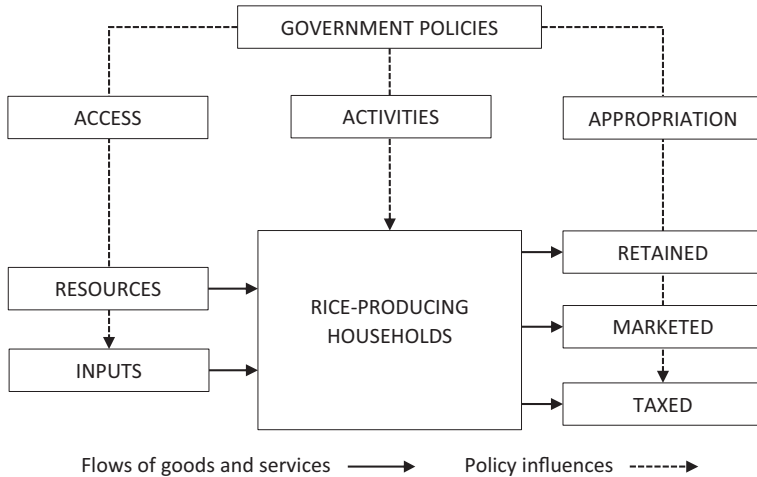 GOVERNMENT POLICIES
ACCESS
ACTIVITIES
APPROPRIATION
RESOURCES
INPUTS
RICE-PRODUCING
HOUSEHOLDS
RETAINED
MARKETED
TAXED
Flows of goods and services
Policy influences